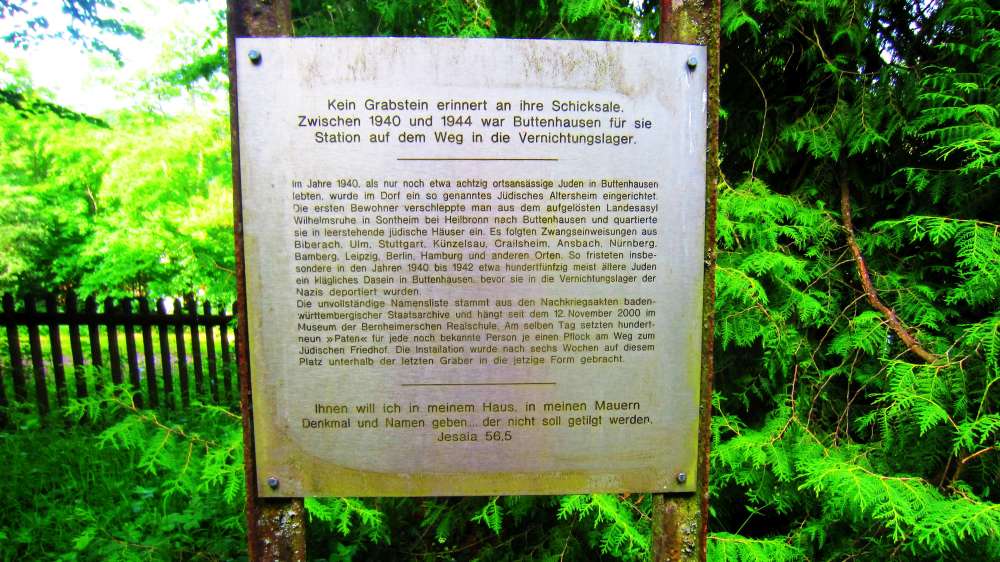 Kein Grabstein erinnert an ihre Schicksale.
Zwischen 1940 und 1944 war Buttenhausen für sie
Station auf dem Weg in die Vernichtungslager.
Im Jahre 1940, als nur noch etwa achtzig ortsansässige Juden in Buttenhausen
lebten, wurde im Dorf ein so genanntes Jüdisches Altersheim eingerichtet.
Die ersten Bewohner verschleppte man aus dem aufgelösten Landesasyl
Wilhelmsruhe in Sontheim bei Heilbronn nach Buttenhausen und quartierte
sie in leerstehende jüdische Häuser ein. Es folgten Zwangseinweisungen aus
Biberach, Ulm, Stuttgart, Künzelsau, Crailsheim, Ansbach, Nürnberg,
Bamberg, Leipzig, Berlin, Hamburg und anderen Orten. So fristeten insbe-
sondere in den Jahren 1940 bis 1942 etwa hundertfünfzig meist ältere Juden
ein klägliches Dasein in Buttenhausen, bevor sie in die Vernichtungslager der
Nazis deportiert wurden.
Die unvollständige Namensliste stammt aus den Nachkriegsakten baden-
württembergischer Staatsarchive und hängt seit dem 12. November 2000 im
Museum der Bernheimerschen Realschule. Am selben Tag setzten hundert-
neun »Paten« für jede noch bekannte Person je einen Pflock am Weg zum
Jüdischen Friedhof. Die Installation wurde nach sechs Wochen auf diesem
Platz unterhalb der letzten Gräber in die jetzige Form gebracht.
Ihnen will ich in meinem Haus, in meinen Mauern
Denkmal und Namen geben... der nicht soll getilgt werden.
Jesaia 56,5